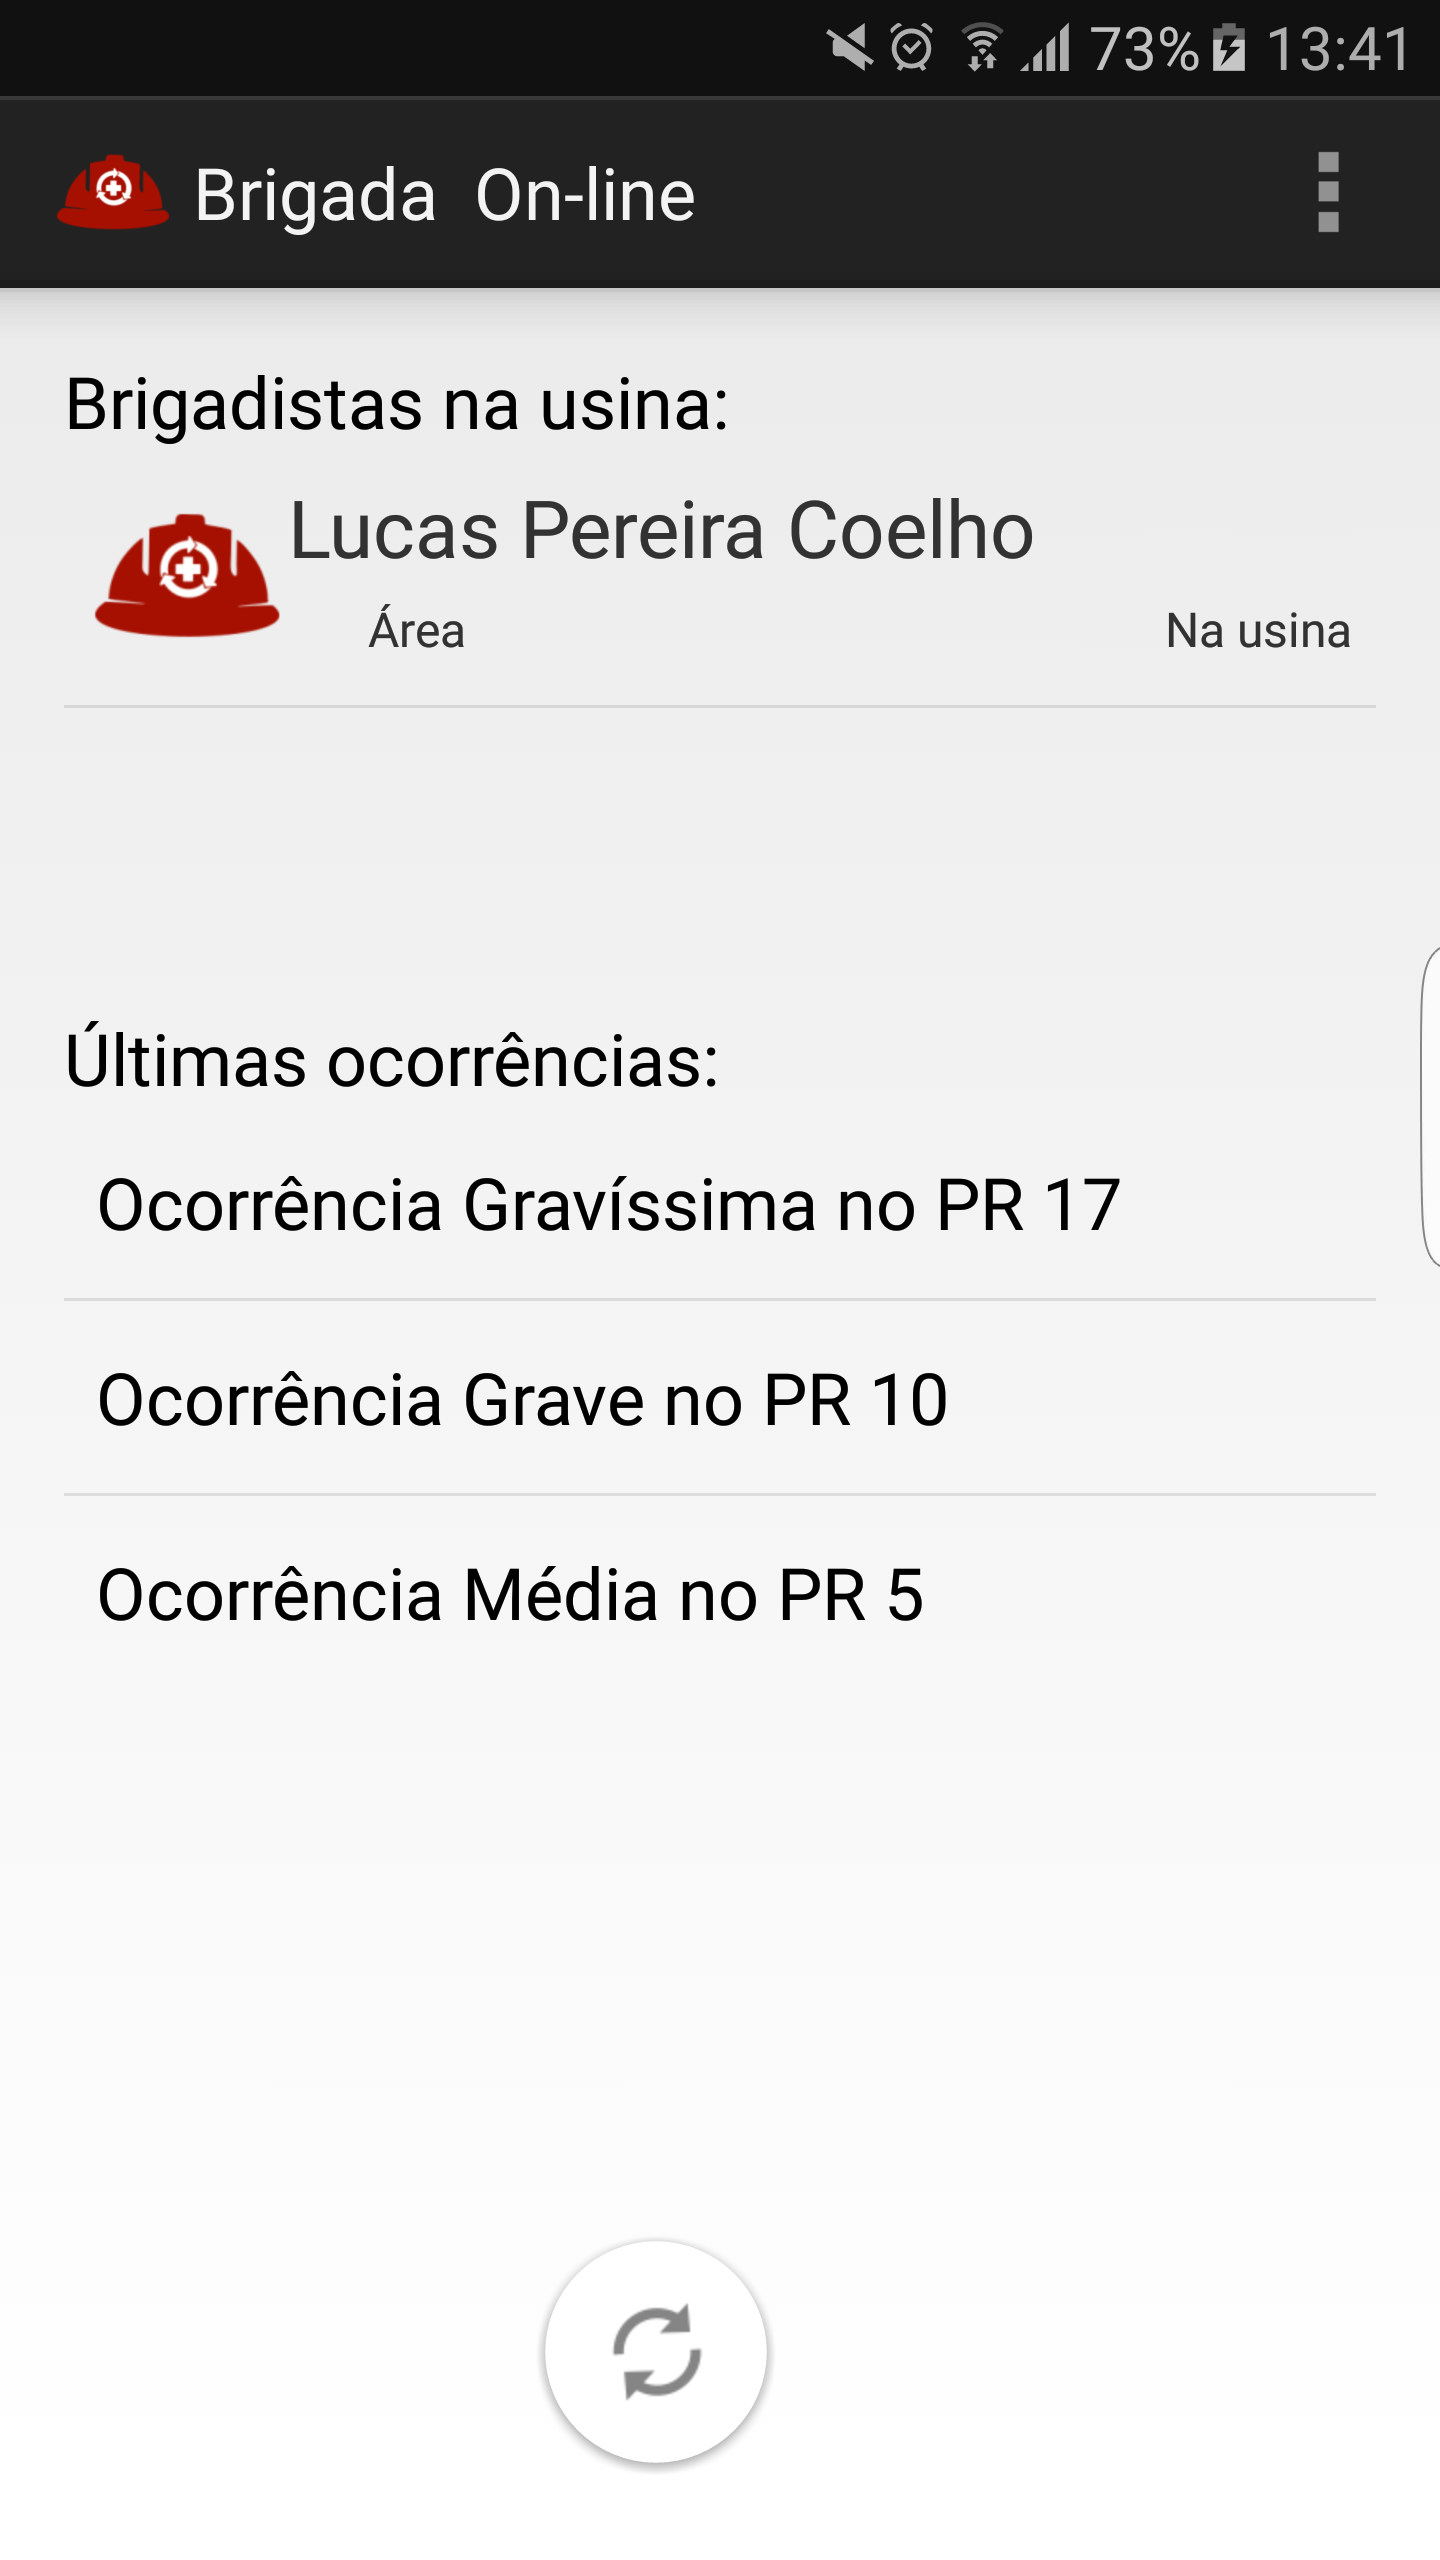 73% 13:41
Brigada On-line
Brigadistas na usina:
Lucas Pereira Coelho
Área Na usina
Últimas ocorrências:
Ocorrência Gravíssima no PR 17
Ocorrência Grave no PR 10
Ocorrência Média no PR 5